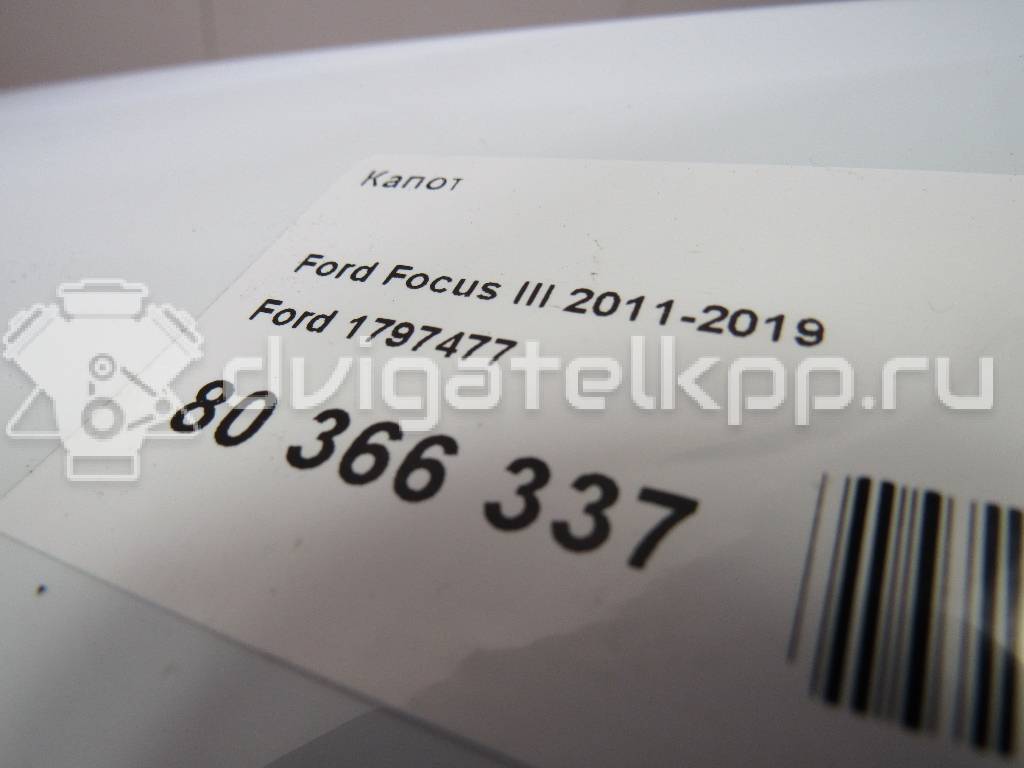 Капот
Ford Focus III 2011-2019
Ford 1797477
80 366 337
dvigatelkpp.ru